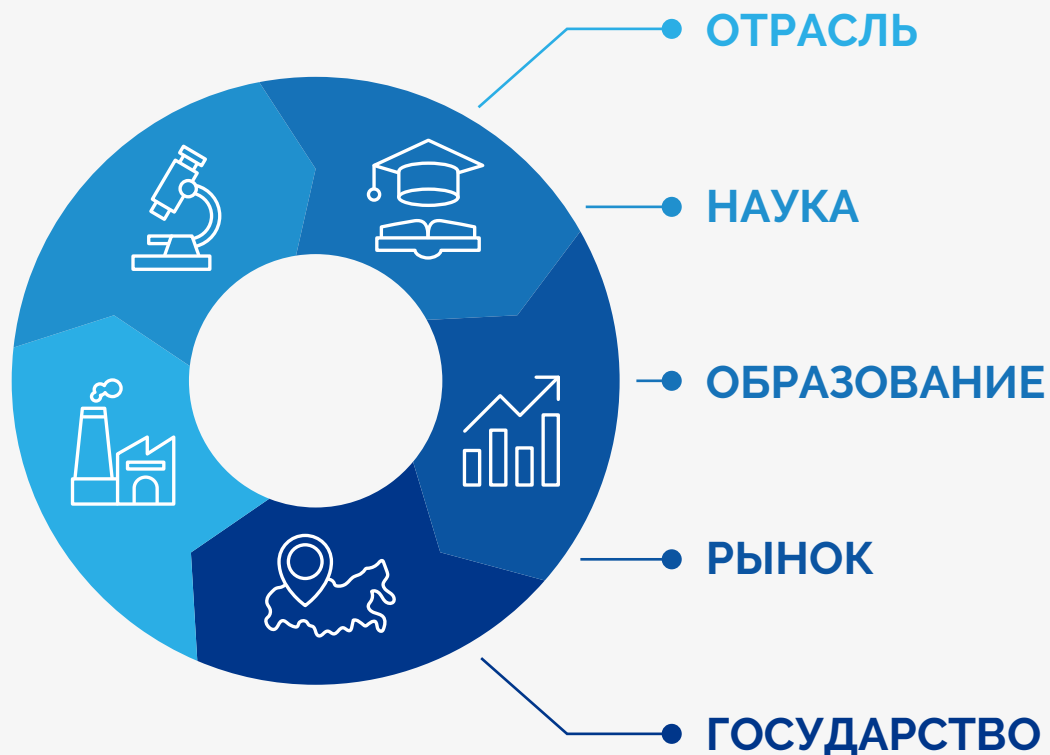 ОТРАСЛЬ
НАУКА
ОБРАЗОВАНИЕ
РЫНОК
ГОСУДАРСТВО